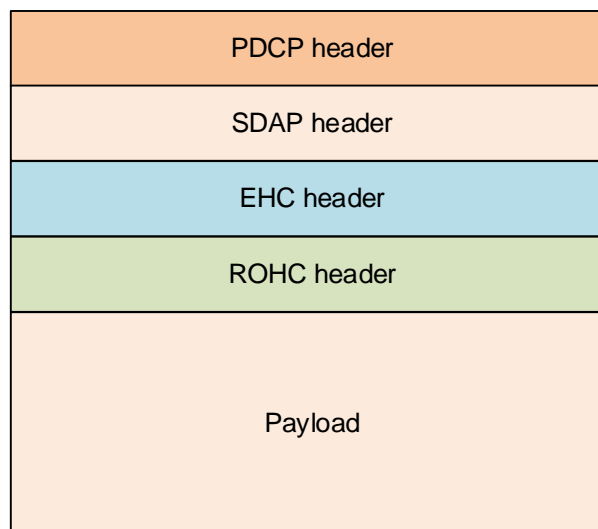 PDCP header
SDAP header
EHC header
ROHC header
Payload